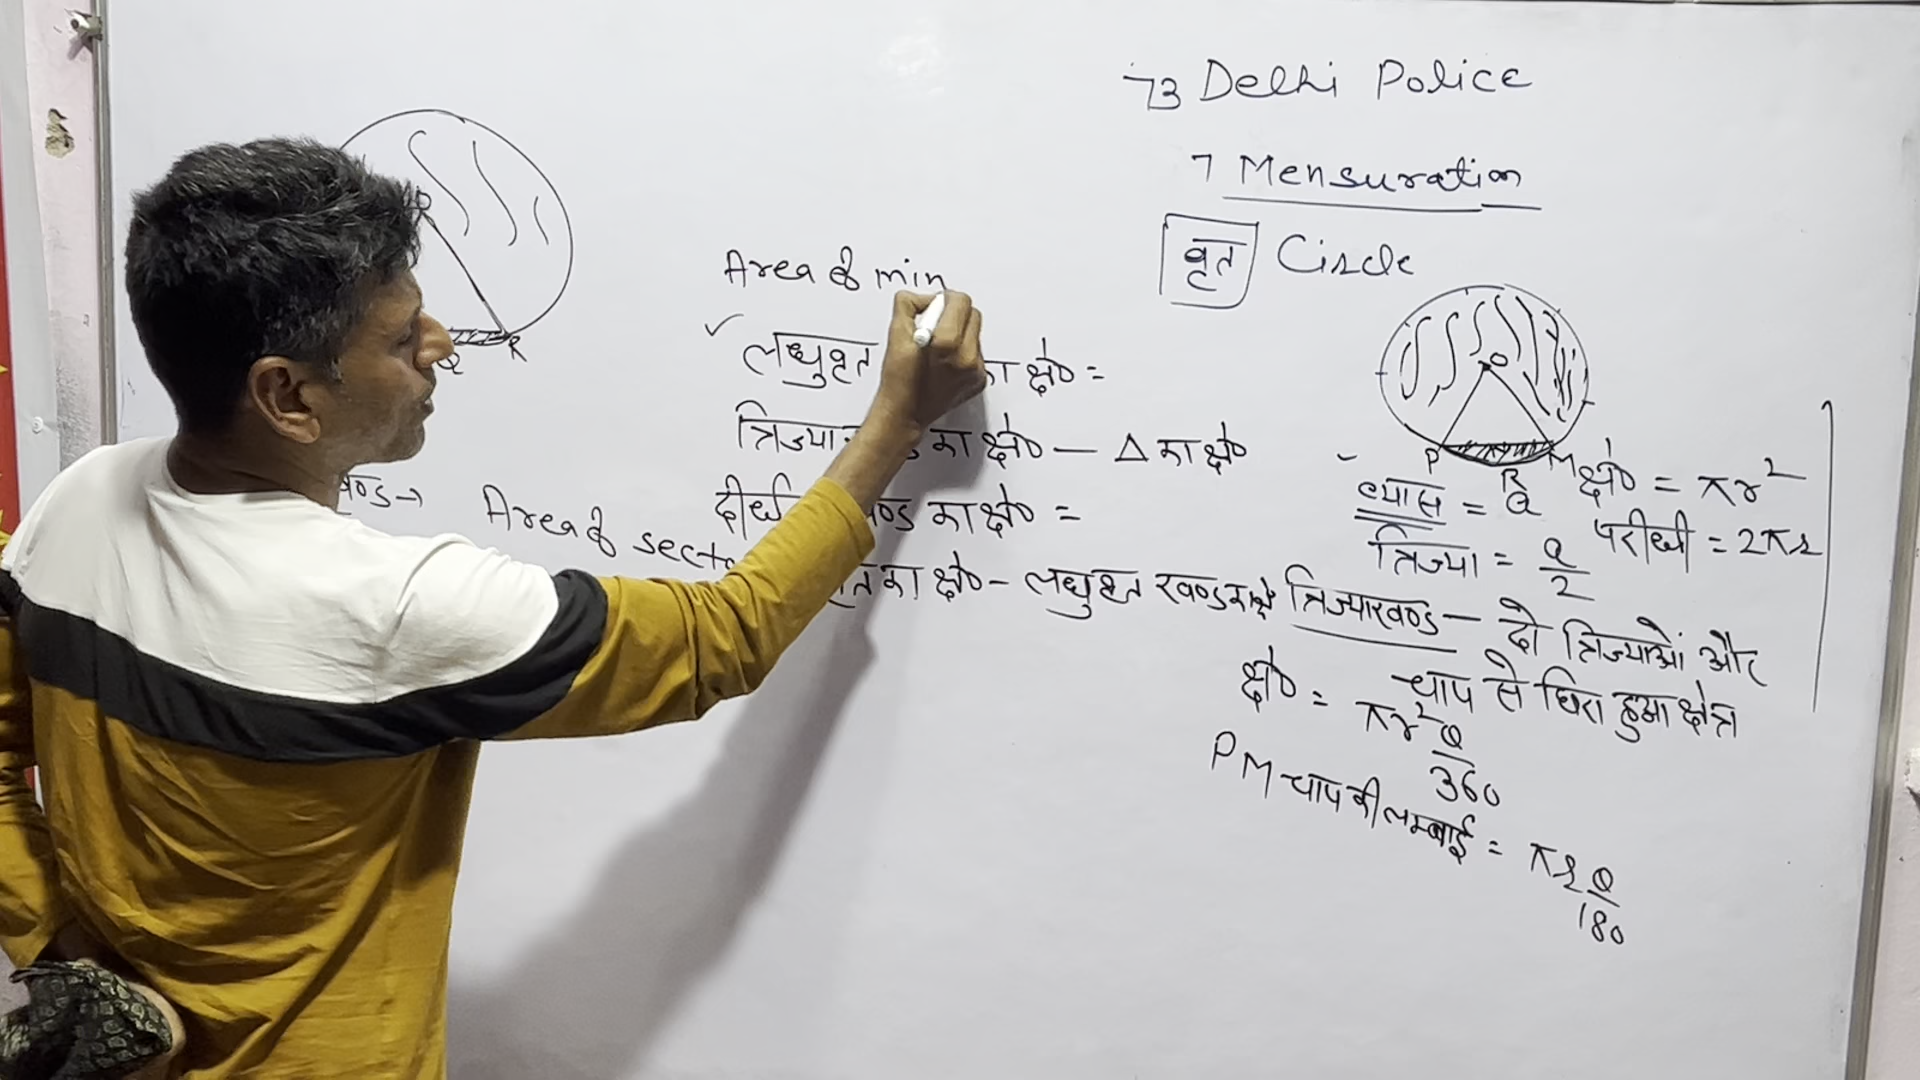 73 Delhi Police
7 Mensuration
वृत Circle
O
Q R
Area of min
लघुवृत का क्षे० =
का क्षे० — Δ का क्षे०
दीर्घ का क्षे० =
का क्षे० - लघुवृत खण्ड का क्षे०
Area of sect
O
P R M
Q
क्षे० = πr²
व्यास =
परीधी = 2πr
त्रिज्या = a/2
त्रिज्याखण्ड — दो त्रिज्याओं और
चाप से घिरा हुआ क्षेत्र
क्षे० = πr² θ/360
PM चाप की लम्बाई = πr θ/180